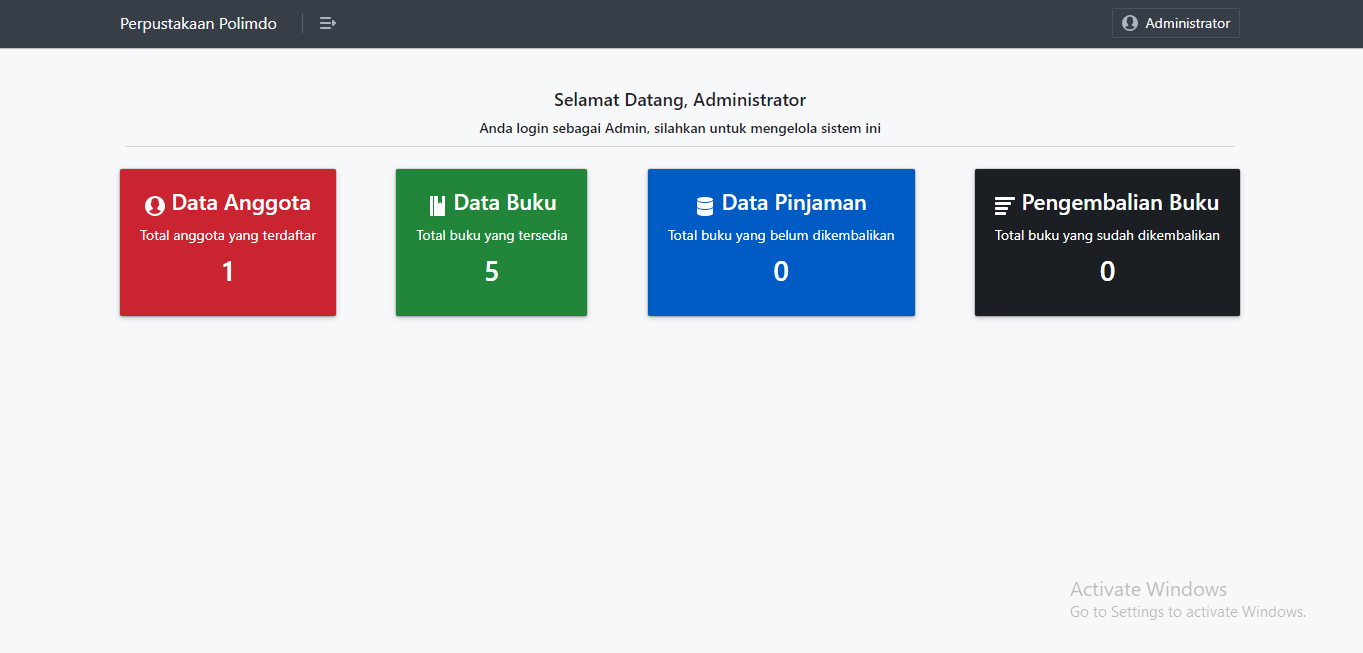 Perpustakaan Polimdo
Administrator
Selamat Datang, Administrator
Anda login sebagai Admin, silahkan untuk mengelola sistem ini
Data Anggota
Total anggota yang terdaftar
1
Data Buku
Total buku yang tersedia
5
Data Pinjaman
Total buku yang belum dikembalikan
0
Pengembalian Buku
Total buku yang sudah dikembalikan
0
Activate Windows
Go to Settings to activate Windows.